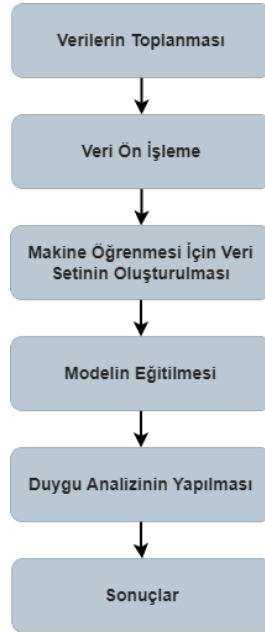 Verilerin Toplanması
Veri Ön İşleme
Makine Öğrenmesi İçin Veri
Setinin Oluşturulması
Modelin Eğitilmesi
Duygu Analizinin Yapılması
Sonuçlar